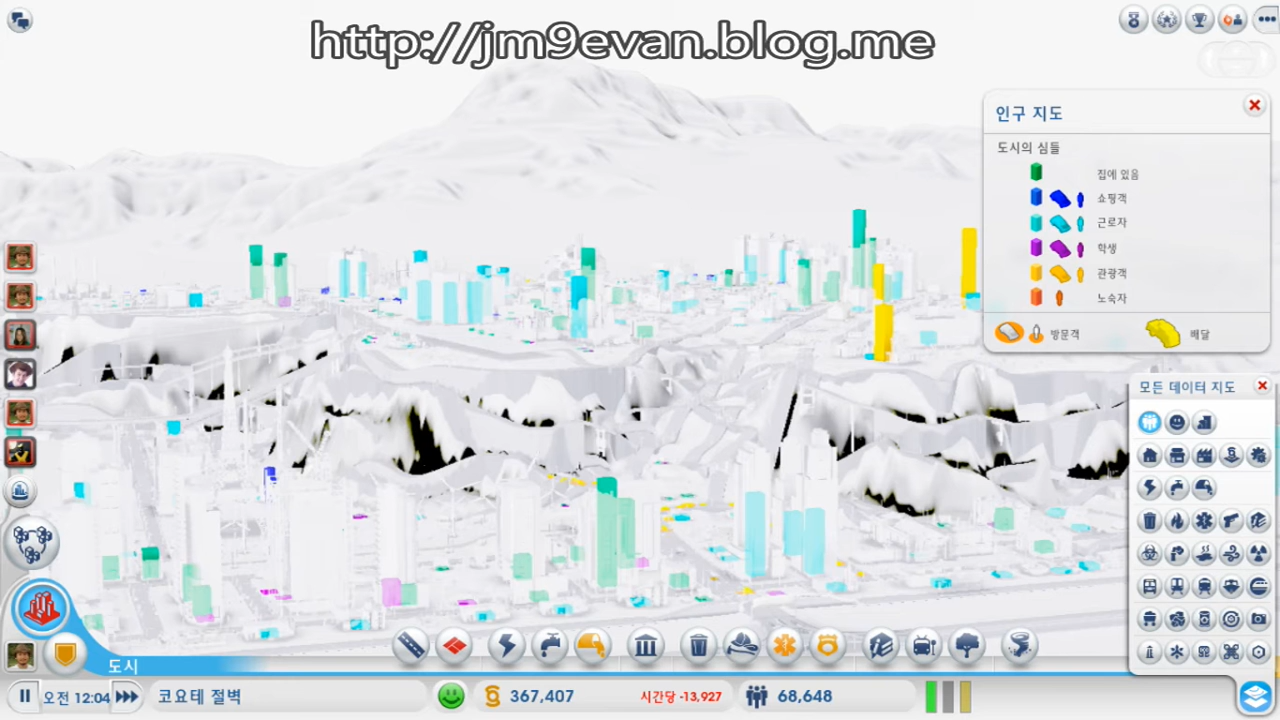 http://jm9evan.blog.me
인구 지도
도시의 심들
집에 있음
쇼핑객
근로자
학생
관광객
노숙자
방문객
배달
모든 데이터 지도
도시
오전 12:04
코요테 절벽
367,407
시간당 -13,927
68,648